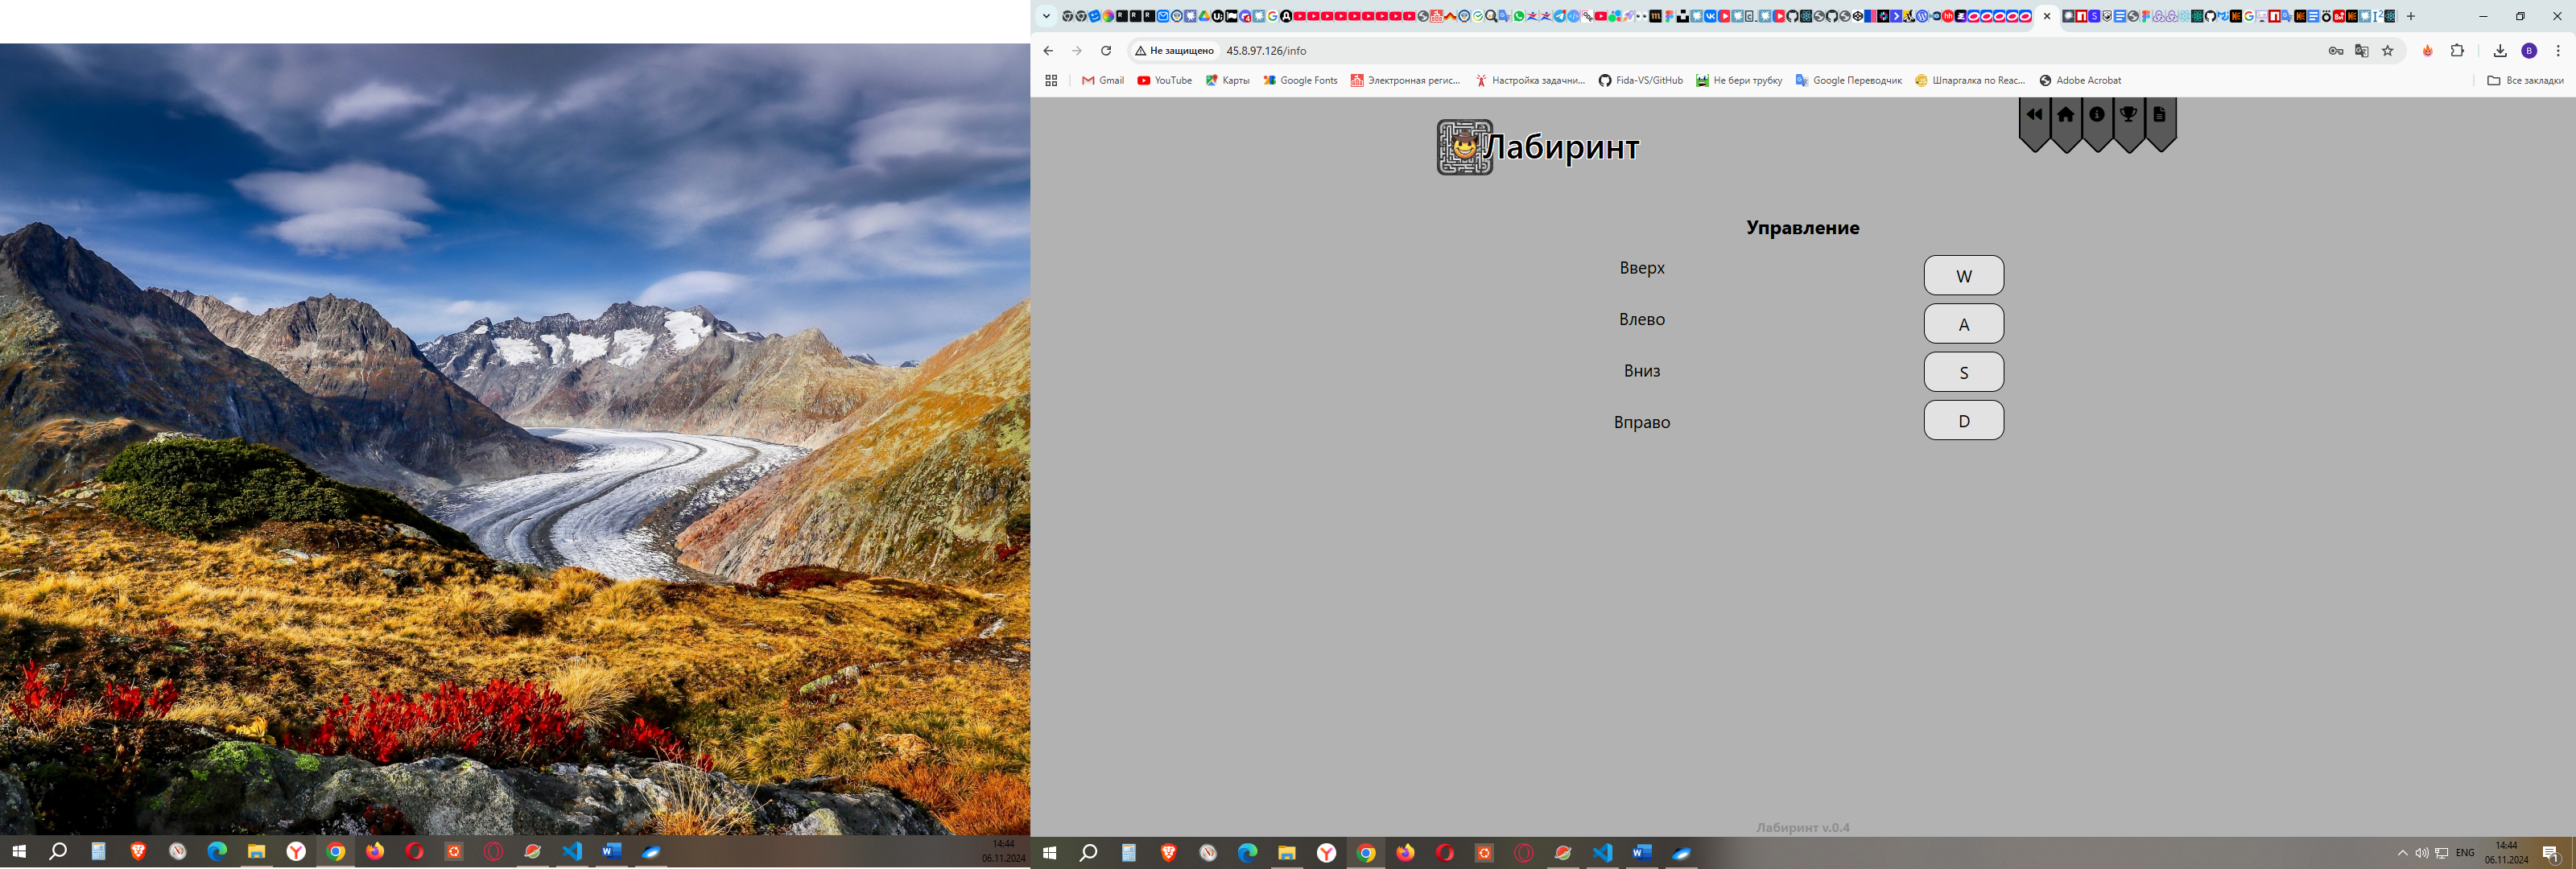 Не защищено
45.8.97.126/info
Gmail
YouTube
Карты
Google Fonts
Электронная регис...
Настройка задачни...
Fida-VS/GitHub
Не бери трубку
Google Переводчик
Шпаргалка по Reac...
Adobe Acrobat
Все закладки
Лабиринт
Управление
Вверх
W
Влево
A
Вниз
S
Вправо
D
Лабиринт v.0.4
14:44
06.11.2024
ENG
14:44
06.11.2024
1